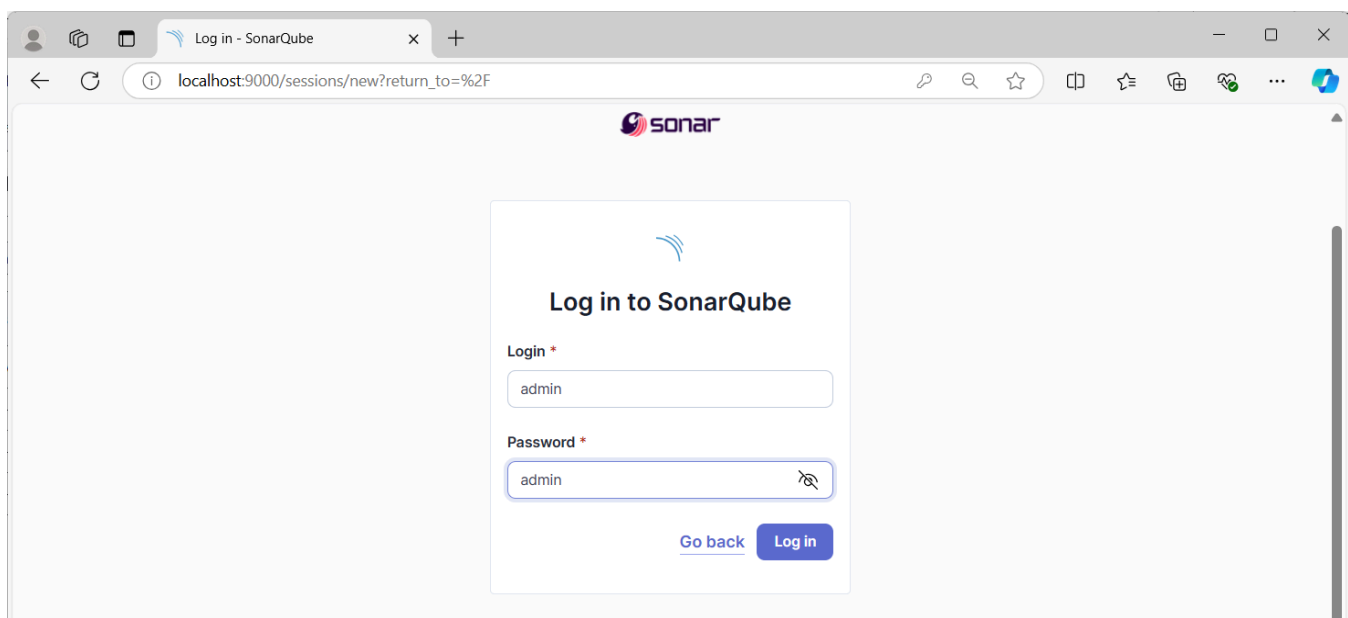 Log in - SonarQube
localhost:9000/sessions/new?return_to=%2F
sonar
Log in to SonarQube
Login *
admin
Password *
admin
Go back Log in